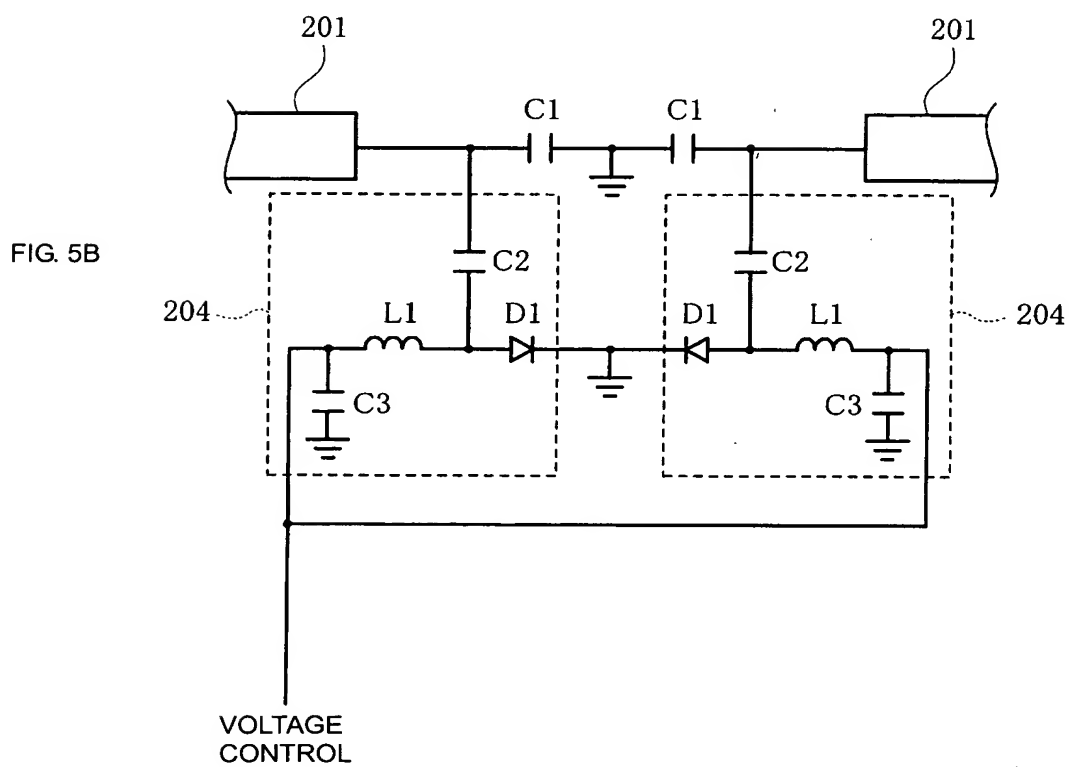 201
201
C1
C1
FIG. 5B
C2
C2
204
L1
D1
D1
L1
204
C3
C3
VOLTAGE
CONTROL